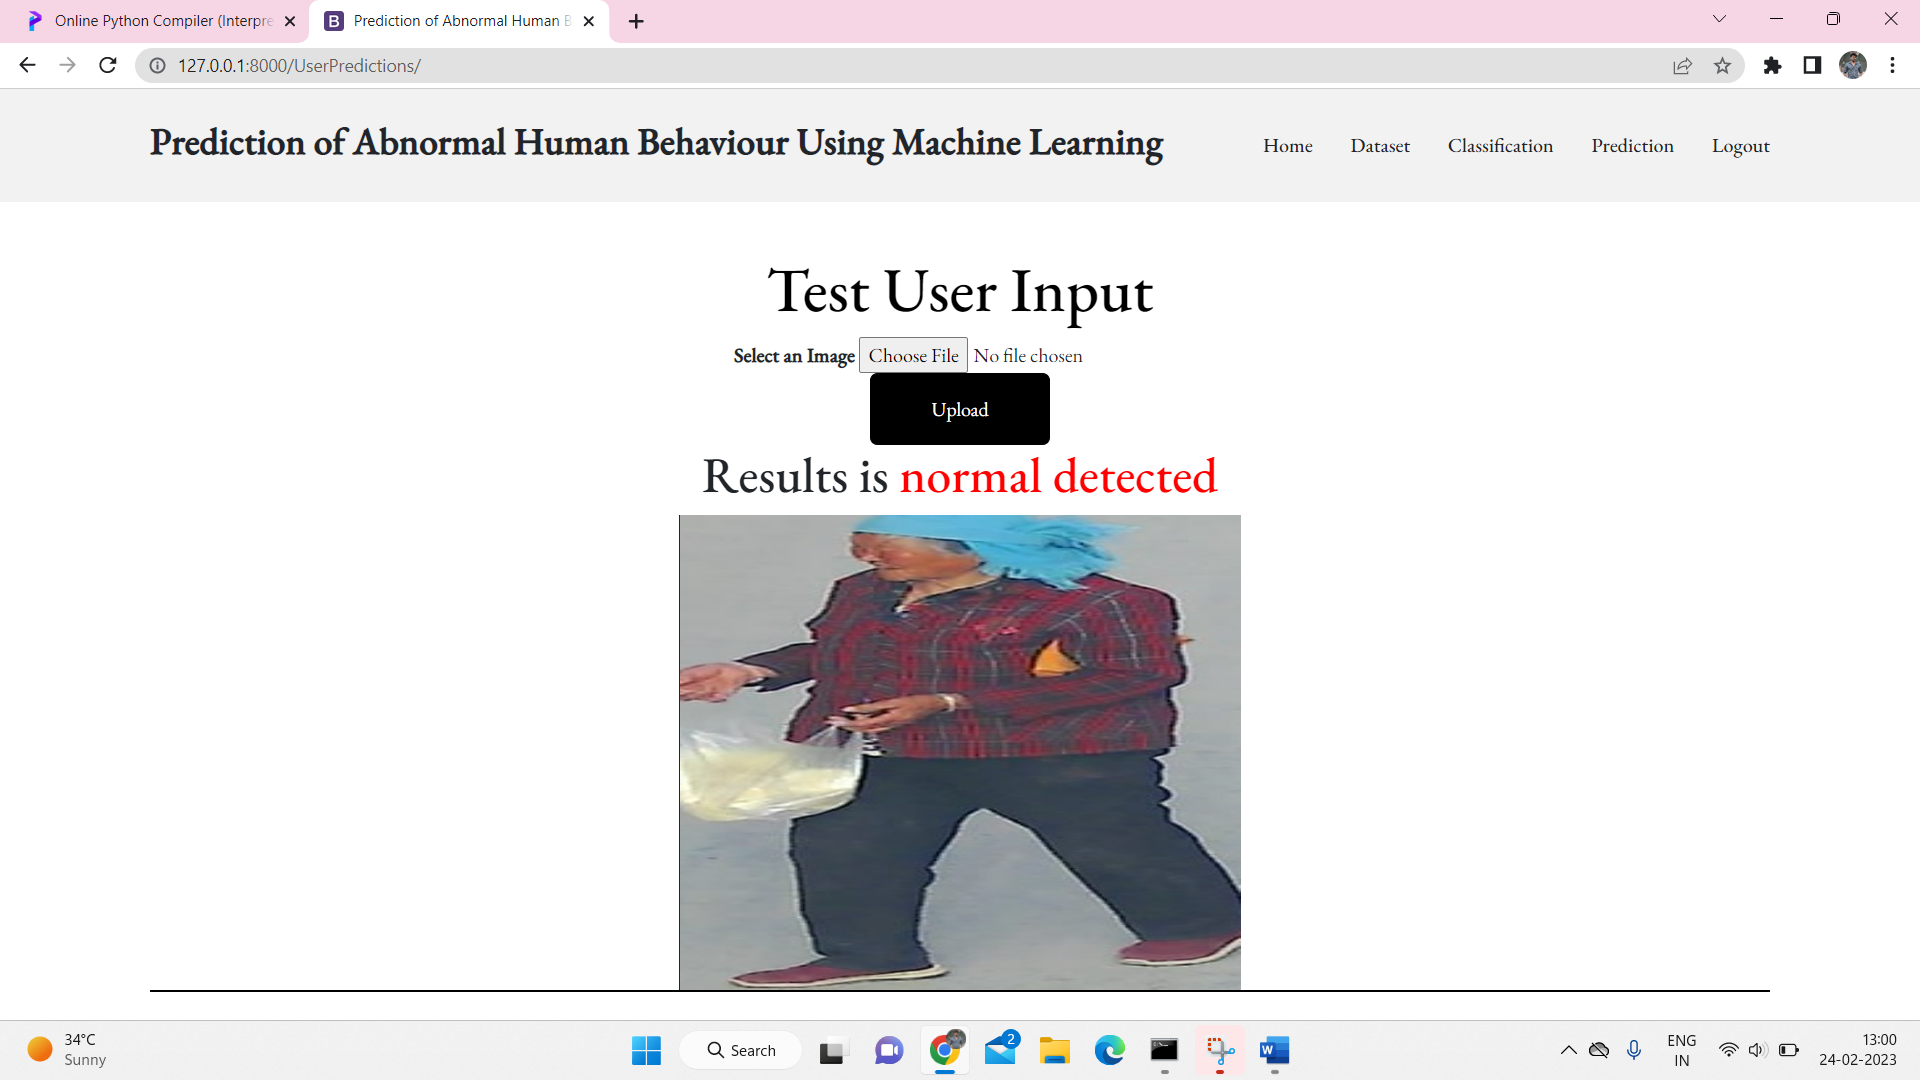 Online Python Compiler (Interpre
Prediction of Abnormal Human B
127.0.0.1:8000/UserPredictions/
Prediction of Abnormal Human Behaviour Using Machine Learning
Home Dataset Classification Prediction Logout
Test User Input
Select an Image Choose File No file chosen
Upload
Results is normal detected
34°C
Sunny
Search
2
ENG
IN
13:00
24-02-2023